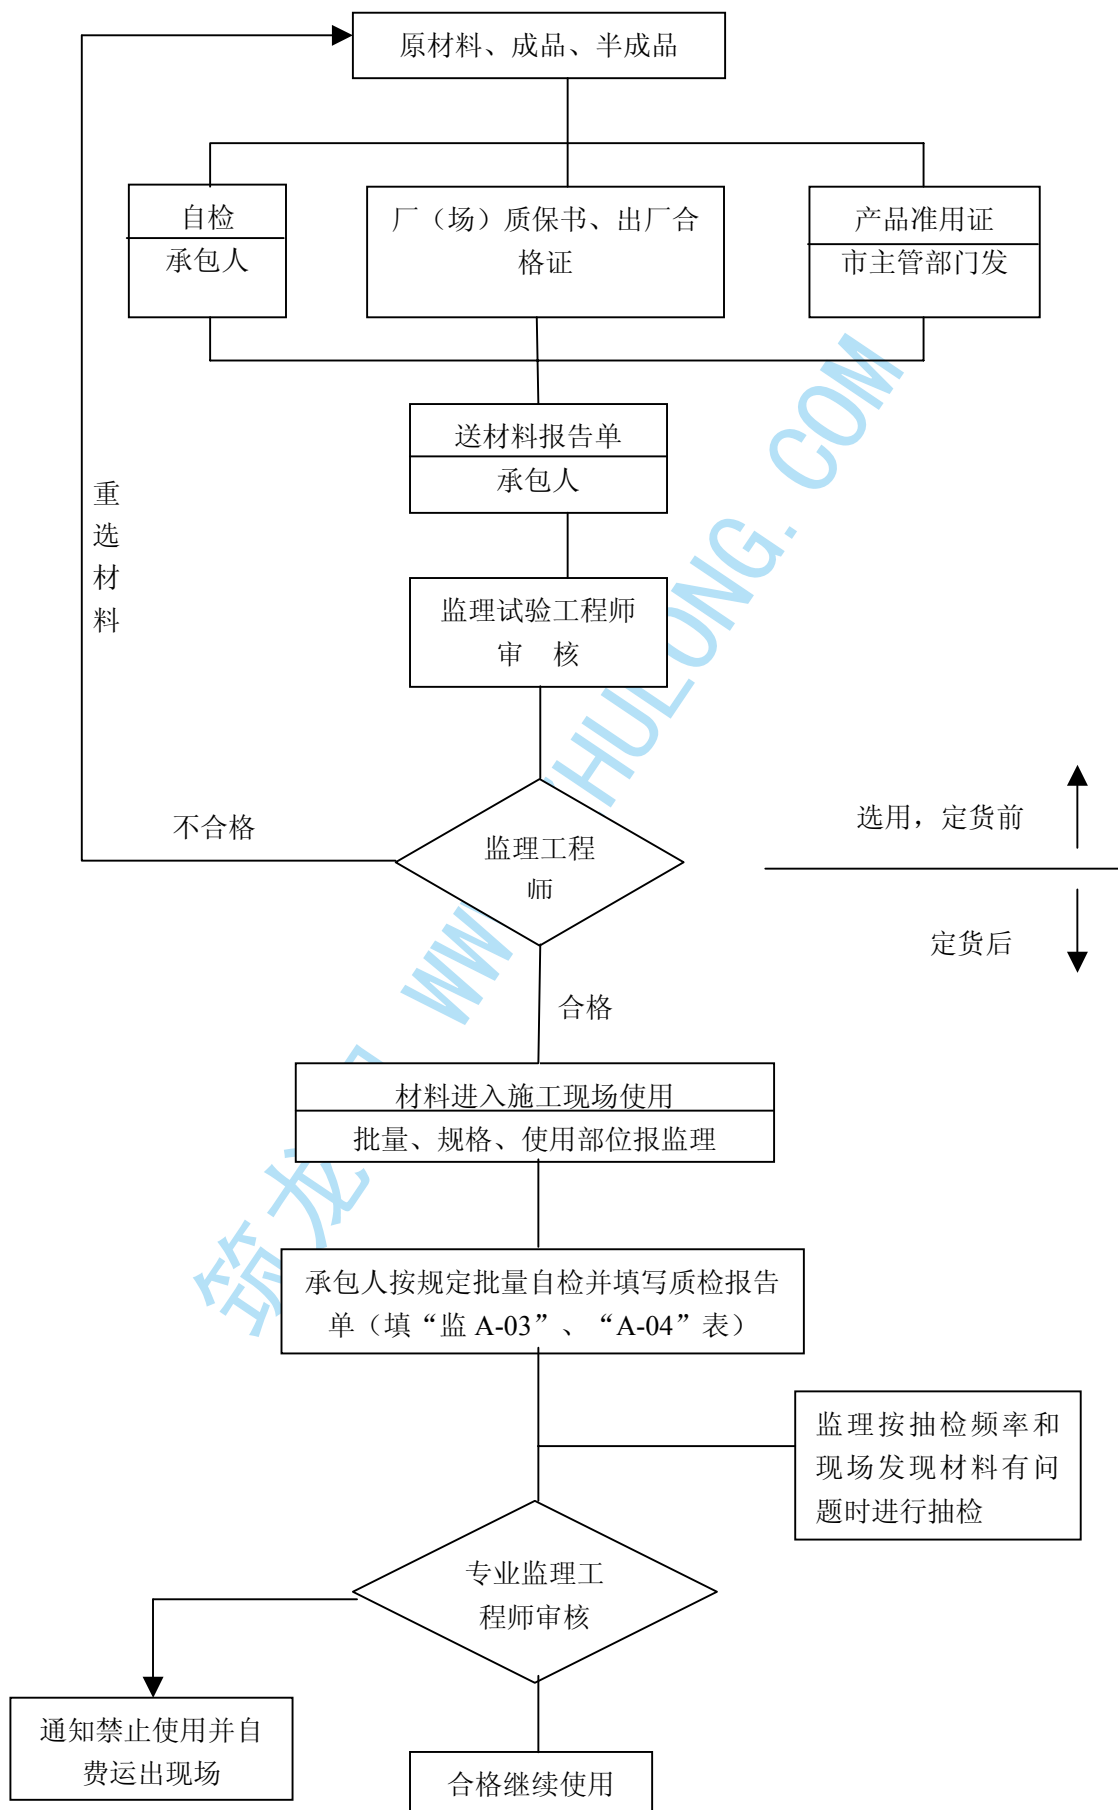 原材料、成品、半成品
自检
承包人
厂（场）质保书、出厂合
格证
产品准用证
市主管部门发
送材料报告单
承包人
重
选
材
料
监理试验工程师
审 核
不合格
监理工程
师
选用，定货前
定货后
合格
材料进入施工现场使用
批量、规格、使用部位报监理
承包人按规定批量自检并填写质检报告
单（填“监 A-03”、“A-04”表）
监理按抽检频率和
现场发现材料有问
题时进行抽检
专业监理工
程师审核
通知禁止使用并自
费运出现场
合格继续使用